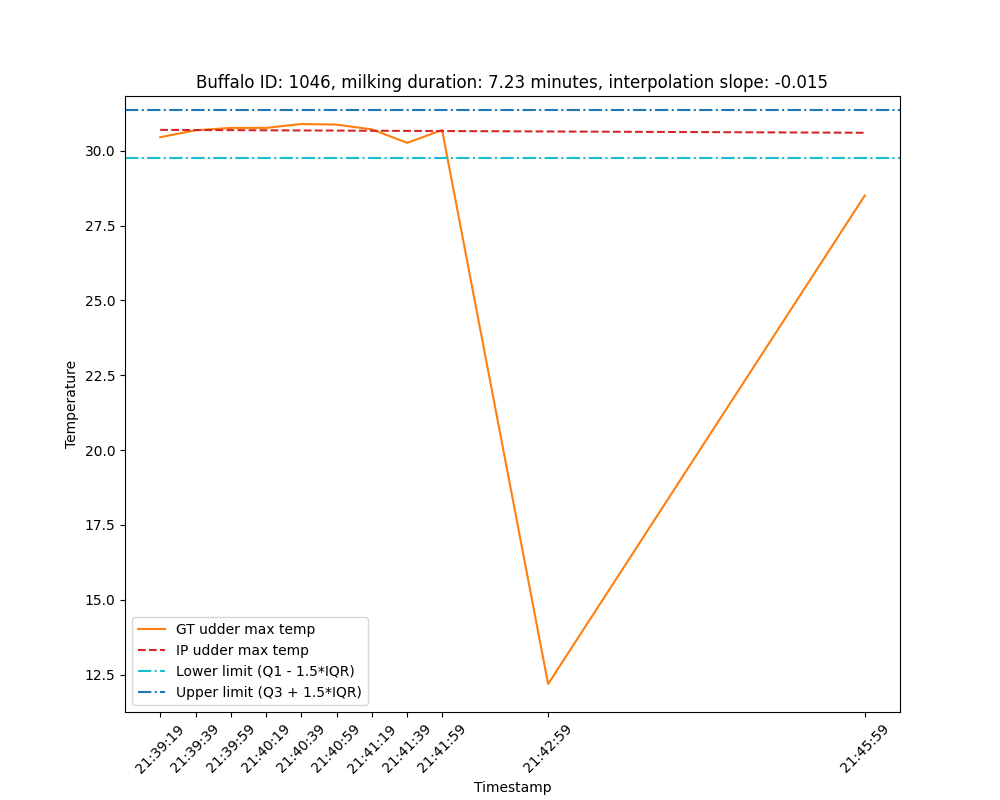 Buffalo ID: 1046, milking duration: 7.23 minutes, interpolation slope: -0.015
Temperature
30.0
27.5
25.0
22.5
20.0
17.5
15.0
12.5
GT udder max temp
IP udder max temp
Lower limit (Q1 - 1.5*IQR)
Upper limit (Q3 + 1.5*IQR)
21:39:19
21:39:39
21:39:59
21:40:19
21:40:39
21:40:59
21:41:19
21:41:39
21:41:59
21:42:59
21:45:59
Timestamp